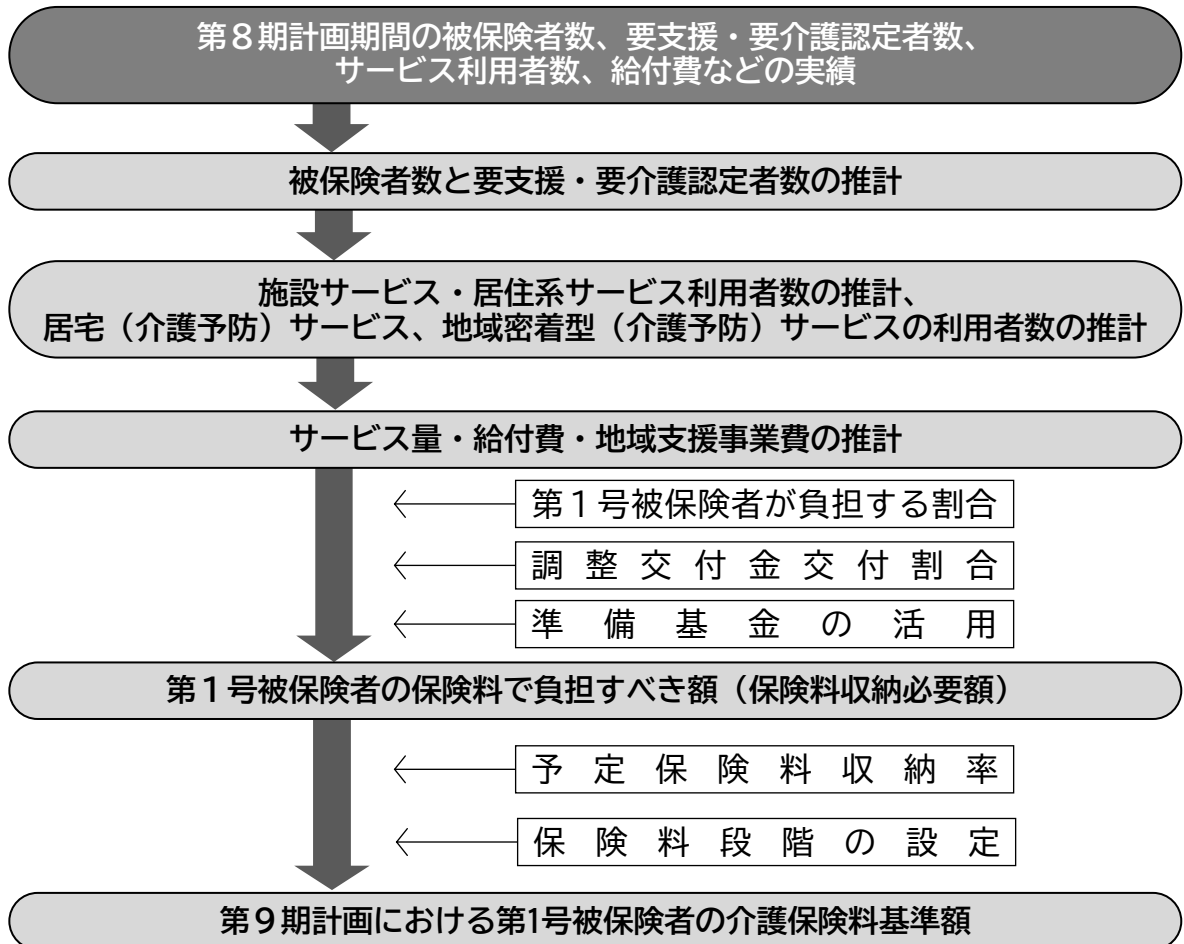 第８期計画期間の被保険者数、要支援・要介護認定者数、
サービス利用者数、給付費などの実績
被保険者数と要支援・要介護認定者数の推計
施設サービス・居住系サービス利用者数の推計、
居宅（介護予防）サービス、地域密着型（介護予防）サービスの利用者数の推計
サービス量・給付費・地域支援事業費の推計
第１号被保険者が負担する割合
調整交付金交付割合
準備基金の活用
第１号被保険者の保険料で負担すべき額（保険料収納必要額）
予定保険料収納率
保険料段階の設定
第９期計画における第1号被保険者の介護保険料基準額